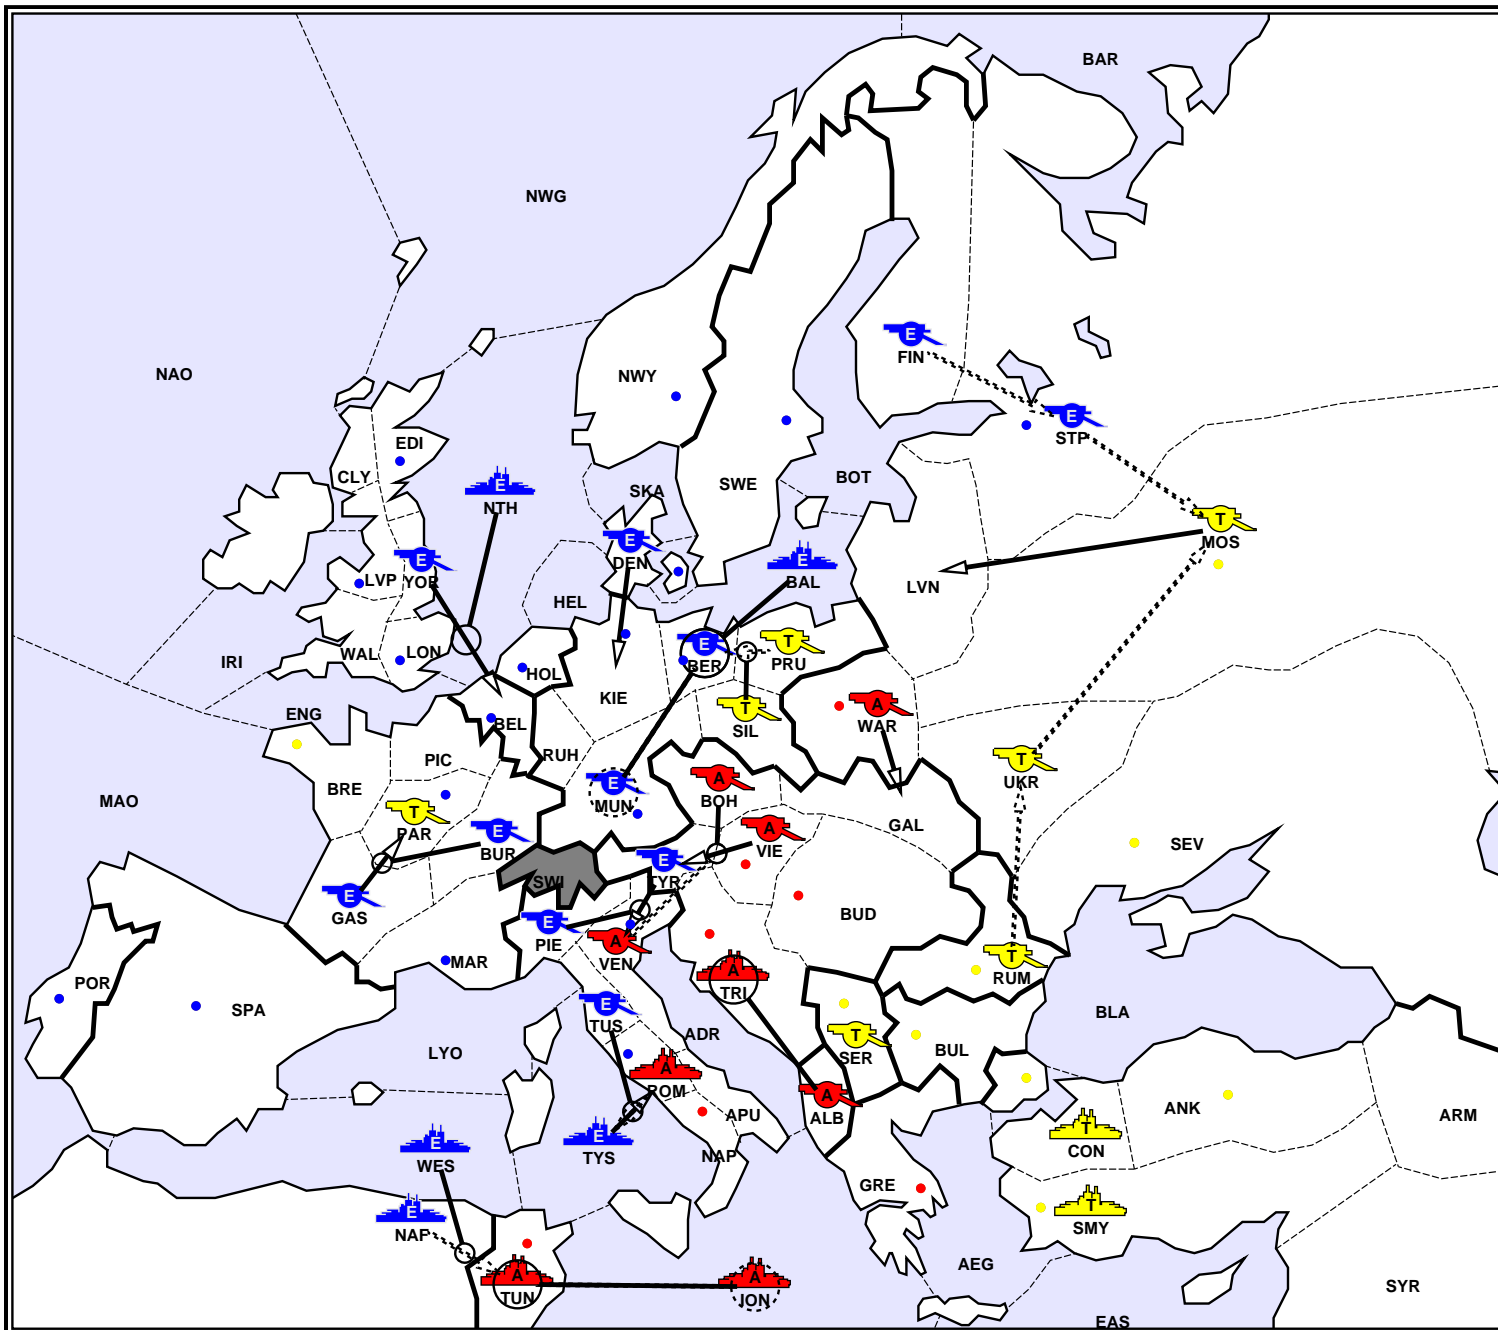 BAR
NWG
FIN
E
NAO
NWY
E
STP
EDI
CLY
SWE
BOT
SKA
E
NTH
T
MOS
E
DEN
E
YOR
LVP
E
BAL
LVN
HEL
IRI
WAL
LON
HOL
KIE
E
BER
T
PRU
T
SIL
A
WAR
ENG
BEL
PIC
RUH
BRE
MAO
T
UKR
E
MUN
A
BOH
T
PAR
E
BUR
GAL
A
VIE
SEV
E
TYR
SWI
E
GAS
BUD
E
PIE
A
VEN
MAR
T
RUM
A
TRI
POR
SPA
E
TUS
BLA
ADR
T
SER
BUL
LYO
A
ROM
A
ALB
APU
ANK
ARM
T
CON
E
WES
E
TYS
NAP
GRE
T
SMY
E
NAP
AEG
SYR
A
TUN
A
ION
EAS